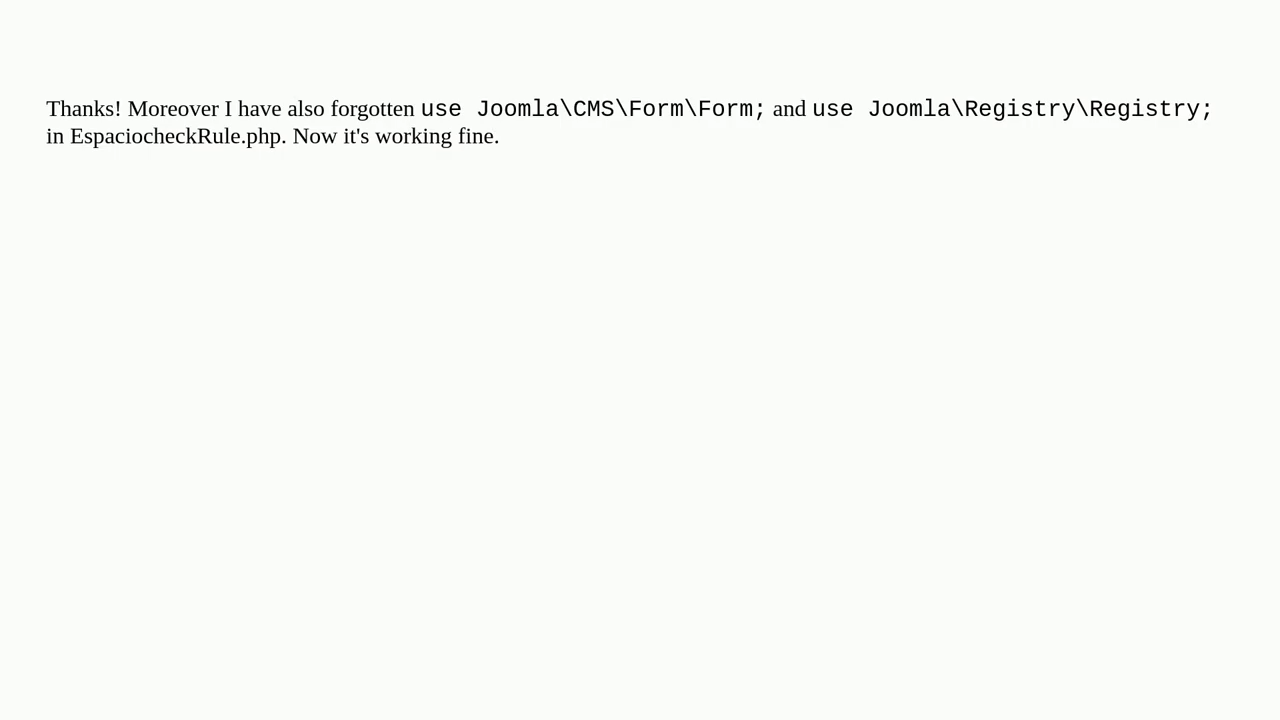 Thanks! Moreover I have also forgotten use Joomla\CMS\Form\Form; and use Joomla\Registry\Registry;
in EspaciocheckRule.php. Now it's working fine.